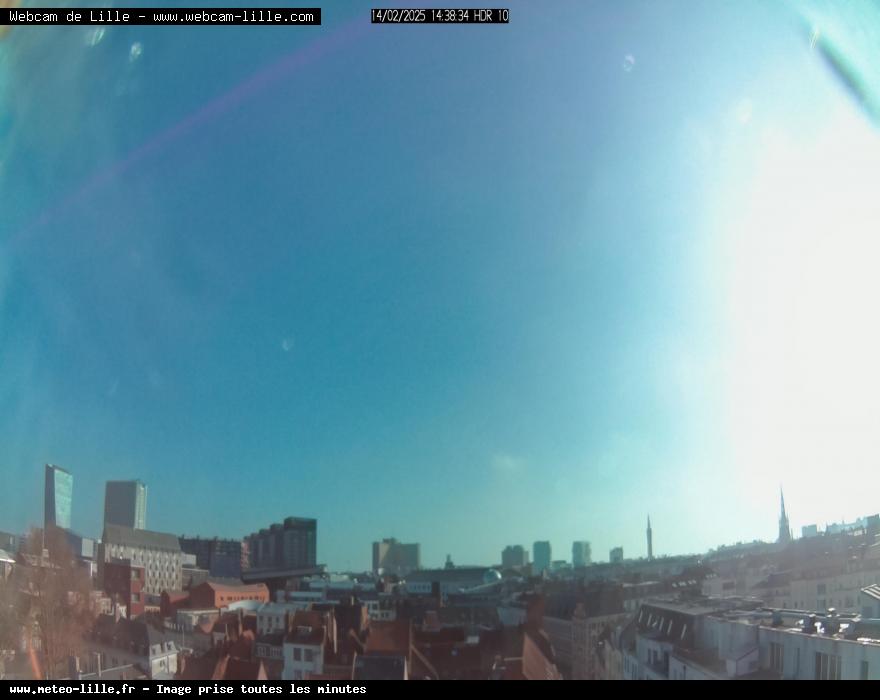 Webcam de Lille - www.webcam-lille.com
14/02/2025 14:38:34 HDR 10
www.meteo-lille.fr - Image prise toutes les minutes